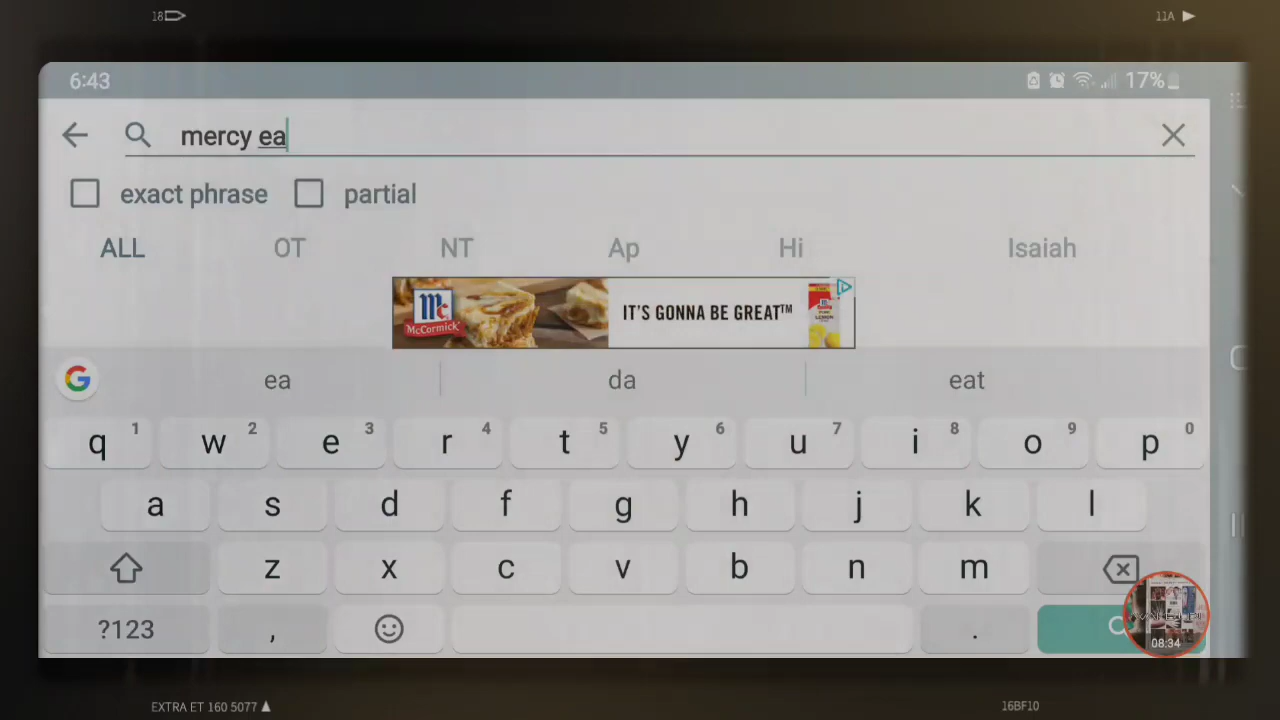 18
11A
6:43
17%
mercy ea
exact phrase
partial
ALL OT NT Ap Hi Isaiah
Mc
McCormick
IT'S GONNA BE GREAT™
LEMON
ea da eat
q 1 w 2 e 3 r 4 t 5 y 6 u 7 i 8 o 9 p 0
a s d f g h j k l
z x c v b n m
?123 , .
08:34
EXTRA ET 160 5077
16BF10